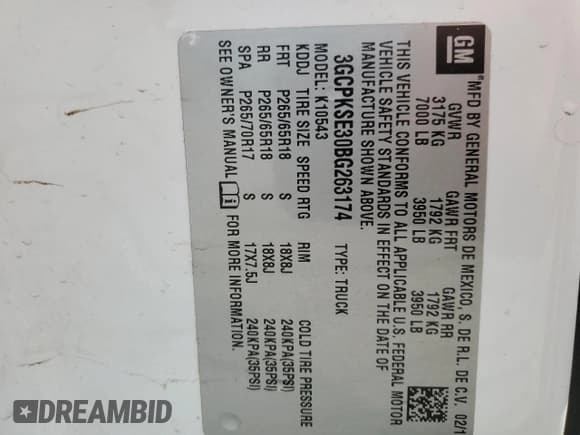 GM
MFD BY GENERAL MOTORS DE MEXICO, S. DE R.L. DE C.V. 02/1
GVWR GAWR FRT GAWR RR
3175 KG 1792 KG 1792 KG
7000 LB 3950 LB 3950 LB
THIS VEHICLE CONFORMS TO ALL APPLICABLE U.S. FEDERAL MOTOR
VEHICLE SAFETY STANDARDS IN EFFECT ON THE DATE OF
MANUFACTURE SHOWN ABOVE.
3GCPKSE30BG263174 TYPE: TRUCK
MODEL: K10543
KDDJ TIRE SIZE SPEED RTG RIM COLD TIRE PRESSURE
FRT P265/65R18 S 18X8J 240KPA(35PSI)
RR P265/65R18 S 18X8J 240KPA(35PSI)
SPA P265/70R17 S 17X7.5J 240KPA(35PSI)
SEE OWNER'S MANUAL FOR MORE INFORMATION.
DREAMBID